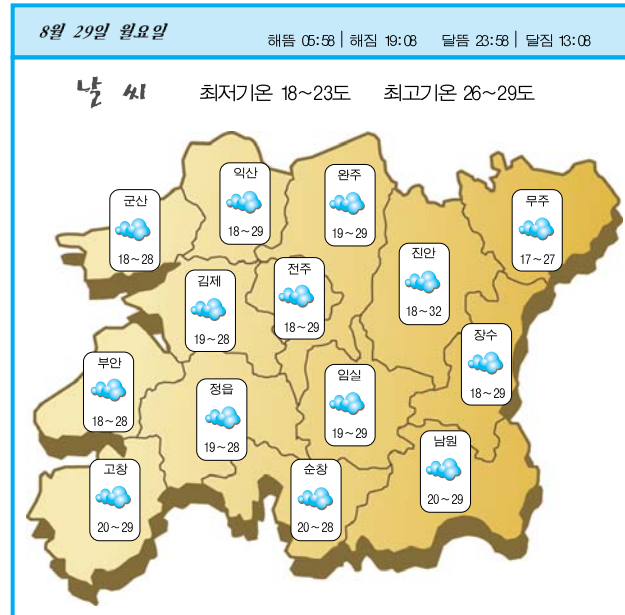 8월 29일 월요일
해뜸 05:58 | 해짐 19:08 달뜸 23:58 | 달짐 13:08
날 씨 최저기온 18~23도 최고기온 26~29도
익산
18~29
완주
19~29
군산
18~28
무주
17~27
진안
18~32
전주
18~29
김제
19~28
장수
18~29
부안
18~28
임실
19~29
정읍
19~28
남원
20~29
고창
20~29
순창
20~28